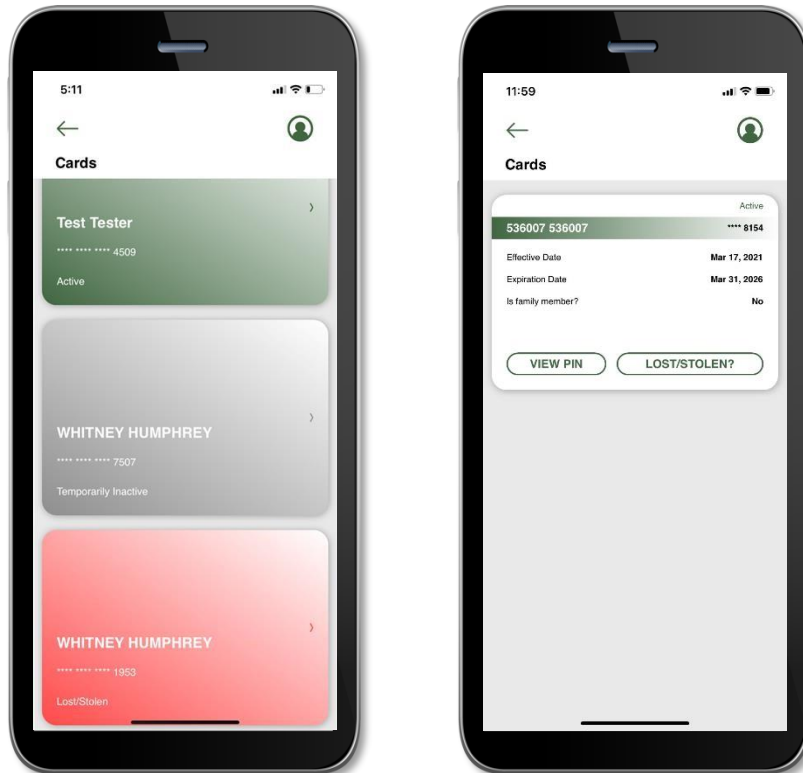 5:11
Cards
Test Tester
**** **** **** 4509
Active
WHITNEY HUMPHREY
**** **** **** 7507
Temporarily Inactive
WHITNEY HUMPHREY
**** **** **** 1953
Lost/Stolen
11:59
Cards
Active
536007 536007 **** 8154
Effective Date Mar 17, 2021
Expiration Date Mar 31, 2026
Is family member? No
VIEW PIN LOST/STOLEN?